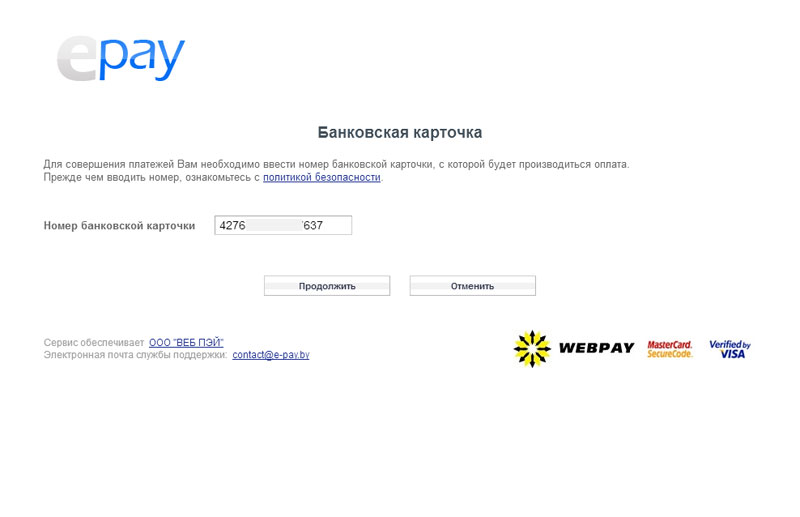 epay
Банковская карточка
Для совершения платежей Вам необходимо ввести номер банковской карточки, с которой будет производиться оплата.
Прежде чем вводить номер, ознакомьтесь с политикой безопасности.
Номер банковской карточки 4276 637
Продолжить Отменить
Сервис обеспечивает ООО "ВЕБ ПЭЙ"
Электронная почта службы поддержки: contact@e-pay.by
WEBPAY
MasterCard.
SecureCode.
Verified by
VISA